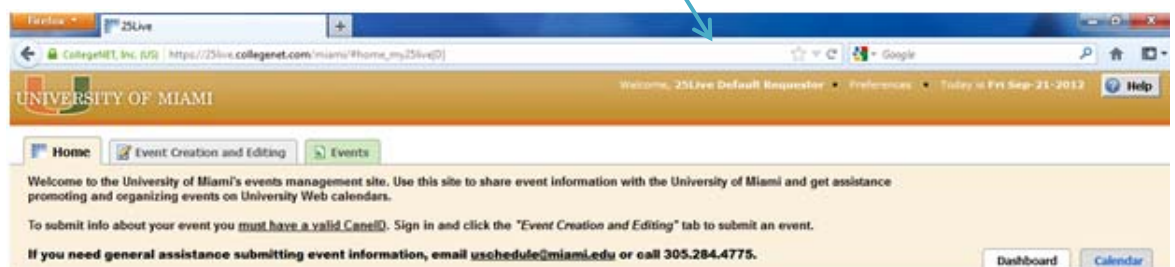 Firefox
25Live
+
CollegeNET, Inc. (US) https://25live.collegenet.com/miami/#home_my25live[0]
Google
UNIVERSITY OF MIAMI
Welcome, 25Live Default Requestor • Preferences • Today is Fri Sep-21-2012 Help
Home Event Creation and Editing Events
Welcome to the University of Miami's events management site. Use this site to share event information with the University of Miami and get assistance
promoting and organizing events on University Web calendars.
To submit info about your event you must have a valid CaneID. Sign in and click the "Event Creation and Editing" tab to submit an event.
If you need general assistance submitting event information, email uschedule@miami.edu or call 305.284.4775.
Dashboard Calendar